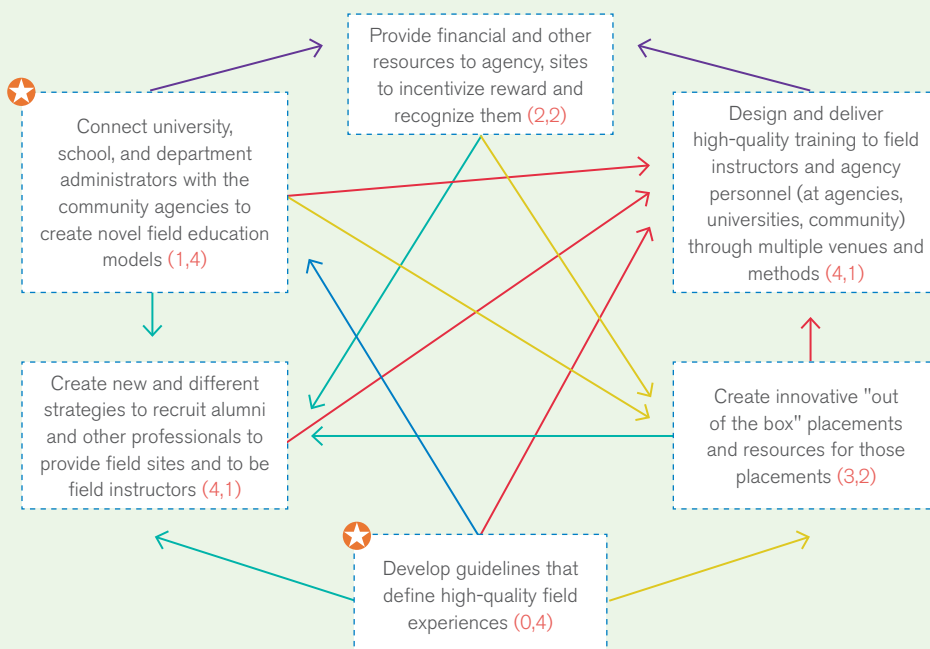 Provide financial and other
resources to agency, sites
to incentivize reward and
recognize them (2,2)
Connect university,
school, and department
administrators with the
community agencies to
create novel field education
models (1,4)
Design and deliver
high-quality training to field
instructors and agency
personnel (at agencies,
universities, community)
through multiple venues and
methods (4,1)
Create new and different
strategies to recruit alumni
and other professionals to
provide field sites and to be
field instructors (4,1)
Create innovative "out
of the box" placements
and resources for those
placements (3,2)
Develop guidelines that
define high-quality field
experiences (0,4)